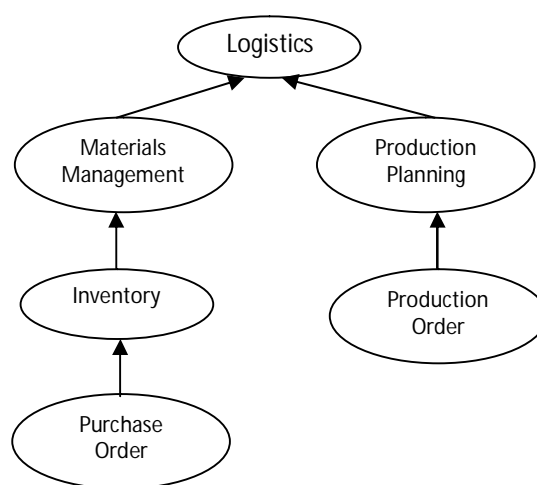 Logistics
Materials
Management
Production
Planning
Inventory
Production
Order
Purchase
Order